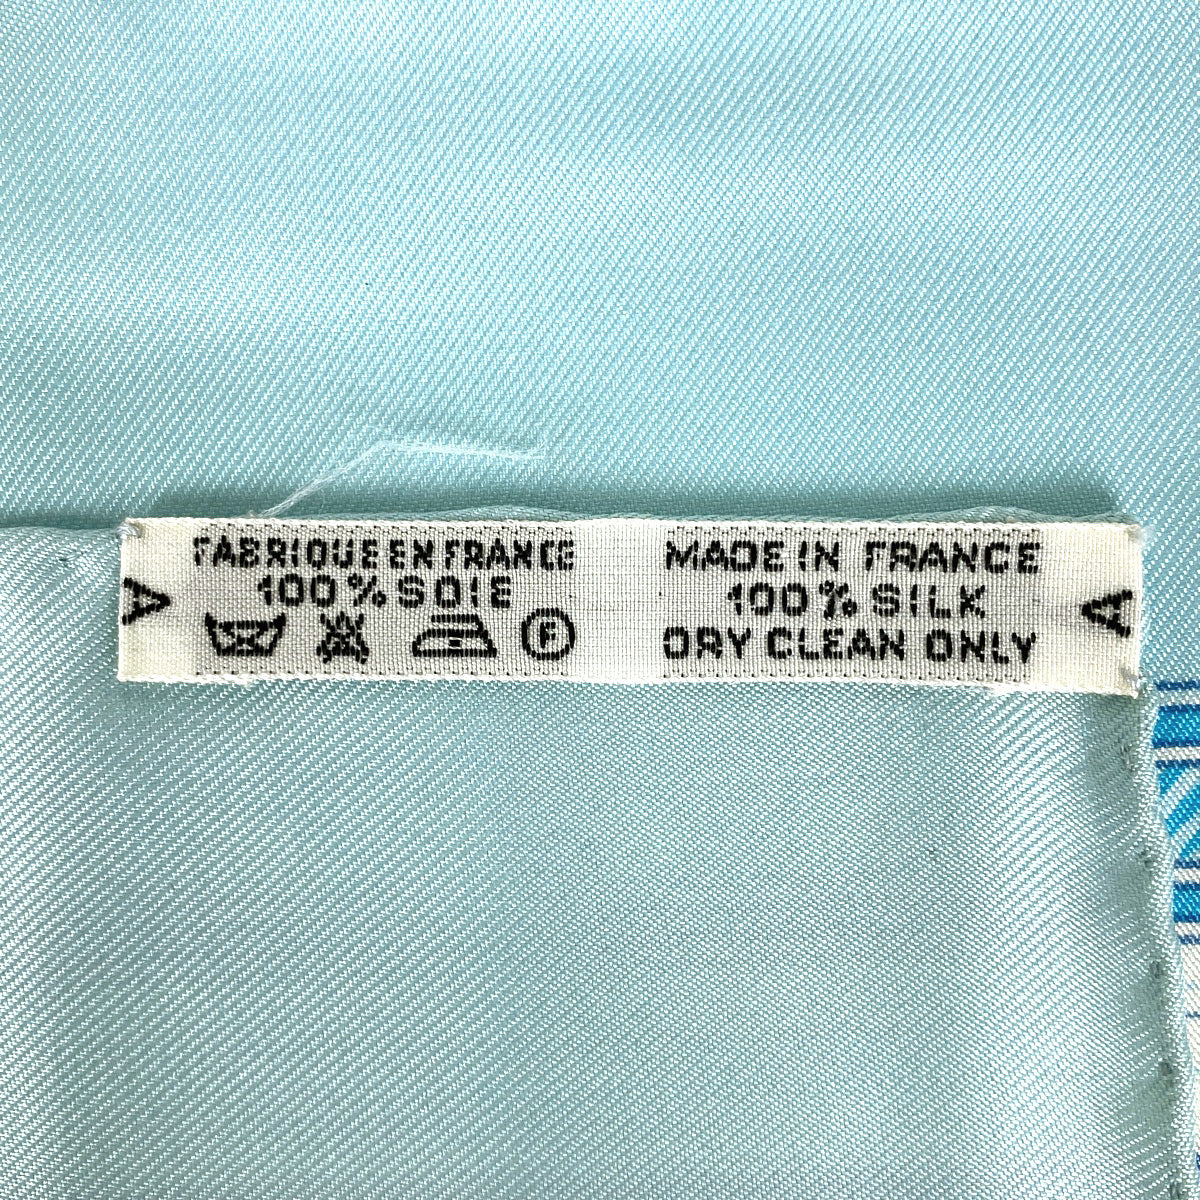 FABRIQUE EN FRANCE
100% SOIE
F
MADE IN FRANCE
100% SILK
DRY CLEAN ONLY
A
A